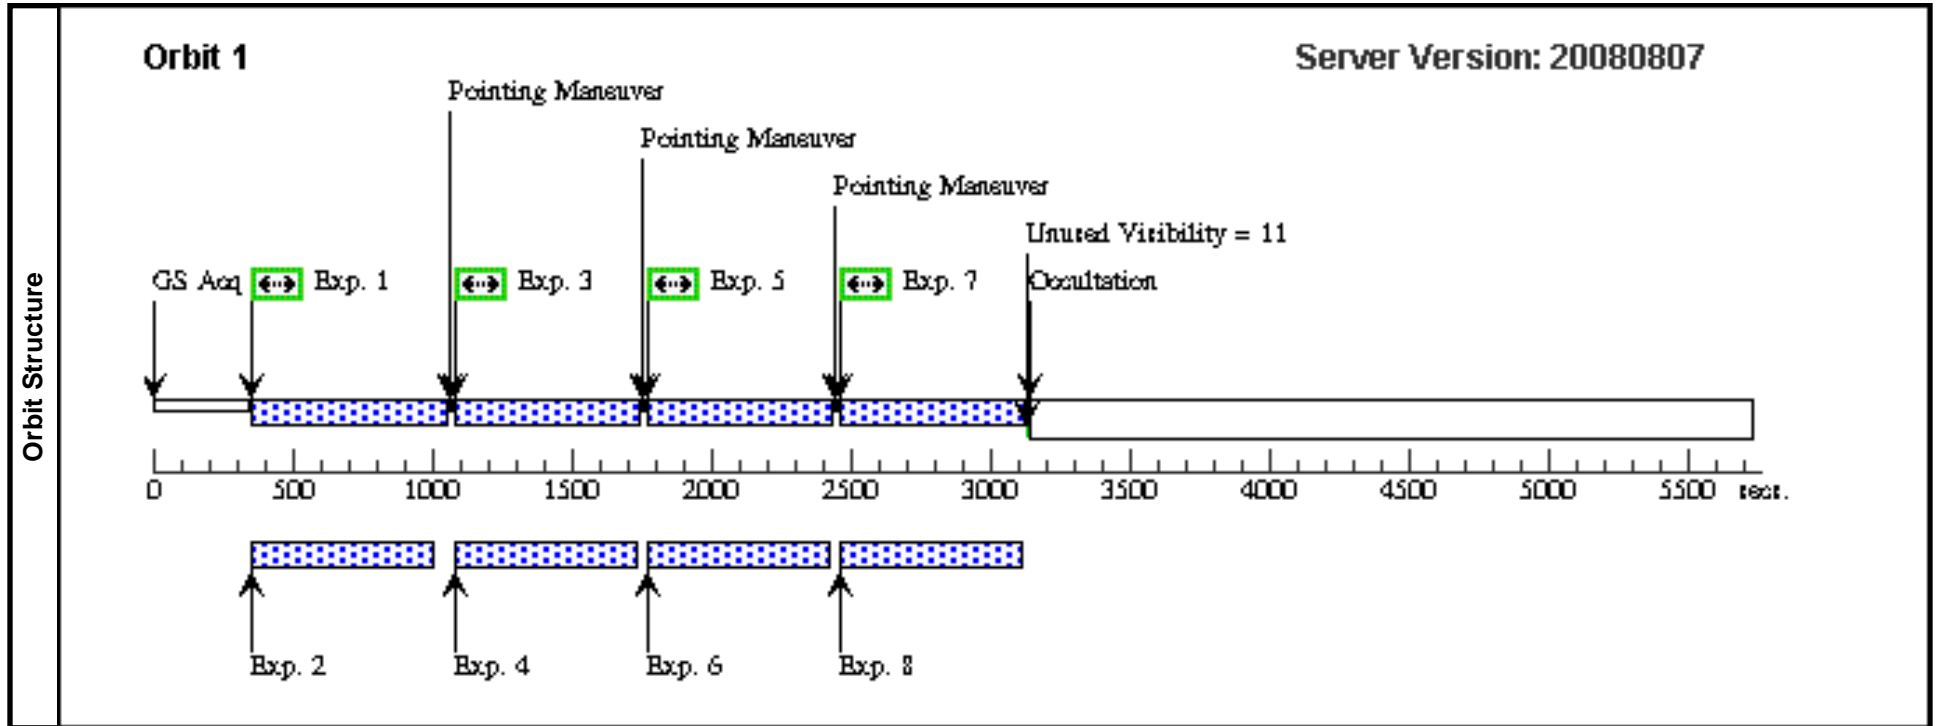 Orbit Structure
Orbit 1
Server Version: 20080807
Pointing Maneuver
Pointing Maneuver
Pointing Maneuver
Unused Visibility = 11
GS Acq Exp. 1 Exp. 3 Exp. 5 Exp. 7 Occultation
0 500 1000 1500 2000 2500 3000 3500 4000 4500 5000 5500 secs.
Exp. 2 Exp. 4 Exp. 6 Exp. 8